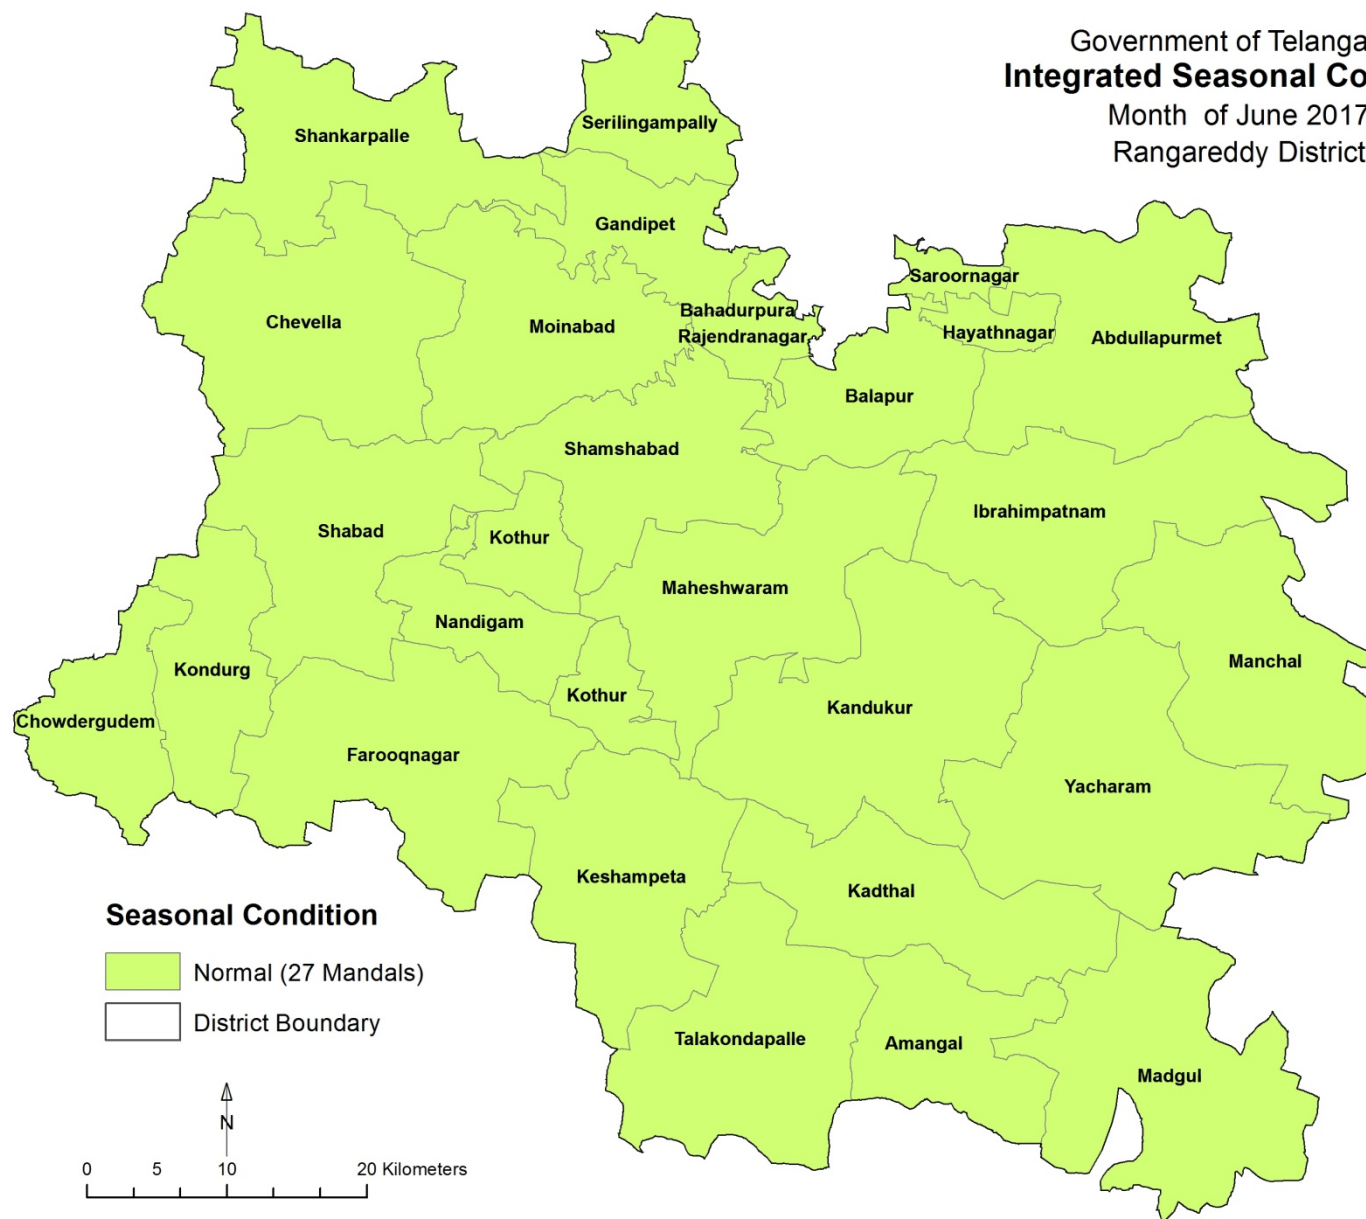 Government of Telanga
Integrated Seasonal Co
Month of June 2017
Rangareddy District
Serilingampally
Shankarpalle
Gandipet
Saroornagar
Bahadurpura
Chevella
Moinabad
Rajendranagar
Hayathnagar
Abdullapurmet
Balapur
Shamshabad
Ibrahimpatnam
Shabad
Kothur
Maheshwaram
Nandigam
Manchal
Kondurg
Kothur
Kandukur
Chowdergudem
Farooqnagar
Yacharam
Keshampeta
Kadthal
Seasonal Condition
Normal (27 Mandals)
District Boundary
Talakondapalle
Amangal
Madgul
N
0 5 10 20 Kilometers